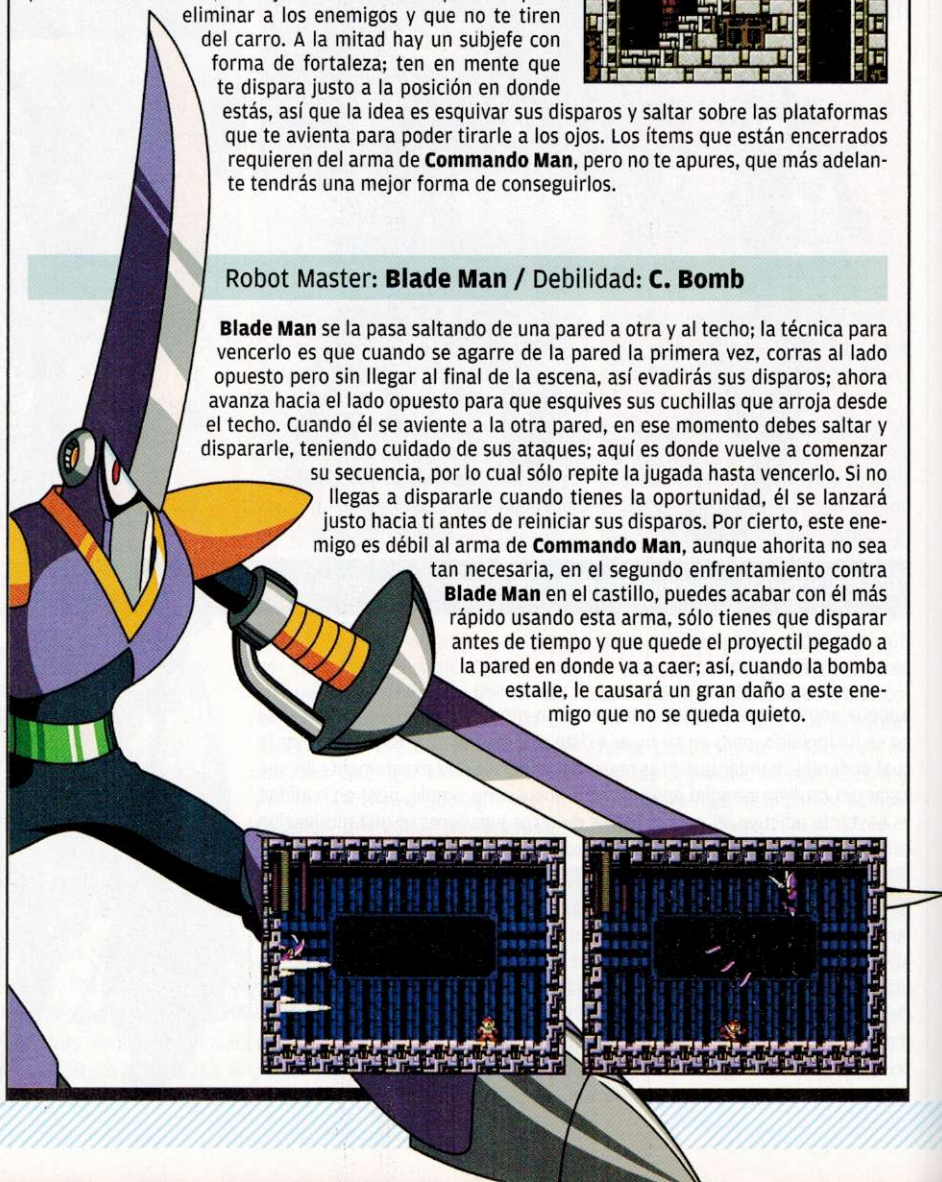 eliminar a los enemigos y que no te tiren
del carro. A la mitad hay un subjefe con
forma de fortaleza; ten en mente que
te dispara justo a la posición en donde
estás, así que la idea es esquivar sus disparos y saltar sobre las plataformas
que te avienta para poder tirarle a los ojos. Los ítems que están encerrados
requieren del arma de Commando Man, pero no te apures, que más adelan-
te tendrás una mejor forma de conseguirlos.
Robot Master: Blade Man / Debilidad: C. Bomb
Blade Man se la pasa saltando de una pared a otra y al techo; la técnica para
vencerlo es que cuando se agarre de la pared la primera vez, corras al lado
opuesto pero sin llegar al final de la escena, así evadirás sus disparos; ahora
avanza hacia el lado opuesto para que esquives sus cuchillas que arroja desde
el techo. Cuando él se aviente a la otra pared, en ese momento debes saltar y
dispararle, teniendo cuidado de sus ataques; aquí es donde vuelve a comenzar
su secuencia, por lo cual sólo repite la jugada hasta vencerlo. Si no
llegas a dispararle cuando tienes la oportunidad, él se lanzará
justo hacia ti antes de reiniciar sus disparos. Por cierto, este ene-
migo es débil al arma de Commando Man, aunque ahorita no sea
tan necesaria, en el segundo enfrentamiento contra
Blade Man en el castillo, puedes acabar con él más
rápido usando esta arma, sólo tienes que disparar
antes de tiempo y que quede el proyectil pegado a
la pared en donde va a caer; así, cuando la bomba
estalle, le causará un gran daño a este ene-
migo que no se queda quieto.